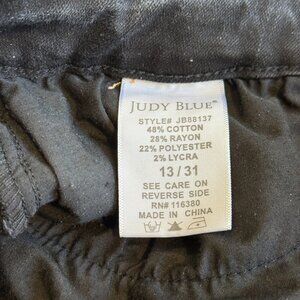 JUDY BLUE®
STYLE# JB88137
48% COTTON
28% RAYON
22% POLYESTER
2% LYCRA
13 / 31
SEE CARE ON
REVERSE SIDE
RN# 116380
MADE IN CHINA